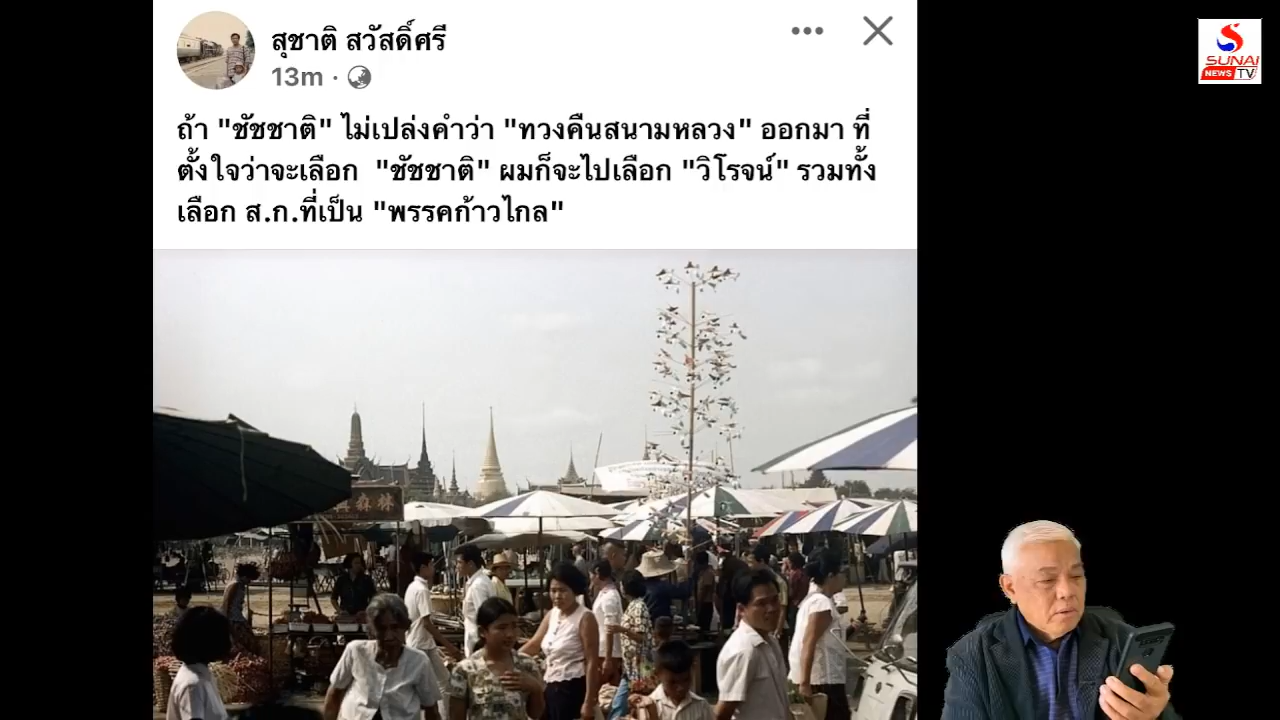 สุชาติ สวัสดิ์ศรี
13m ·
ถ้า "ชัชชาติ" ไม่เปล่งคำว่า "ทวงคืนสนามหลวง" ออกมา ที่
ตั้งใจว่าจะเลือก "ชัชชาติ" ผมก็จะไปเลือก "วิโรจน์" รวมทั้ง
เลือก ส.ก.ที่เป็น "พรรคก้าวไกล"
SUNAI
NEWS TV